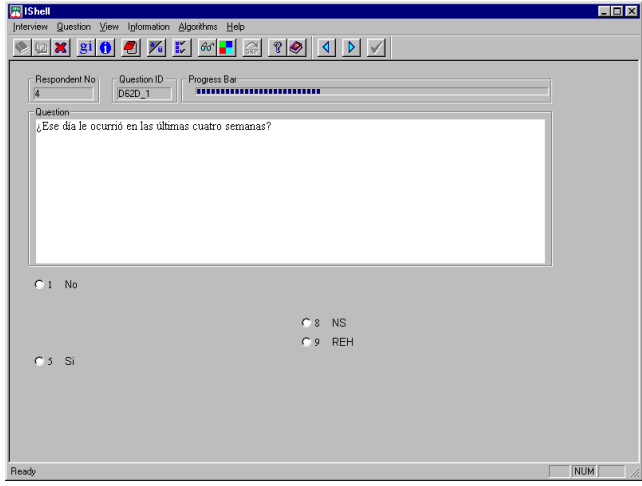 IShell
Interview Question View Information Algorithms Help
gi
Respondent No
Question ID
Progress Bar
4
D62D_1
Question
¿Ese día le ocurrió en las últimas cuatro semanas?
1 No
8 NS
9 REH
5 Si
Ready
NUM